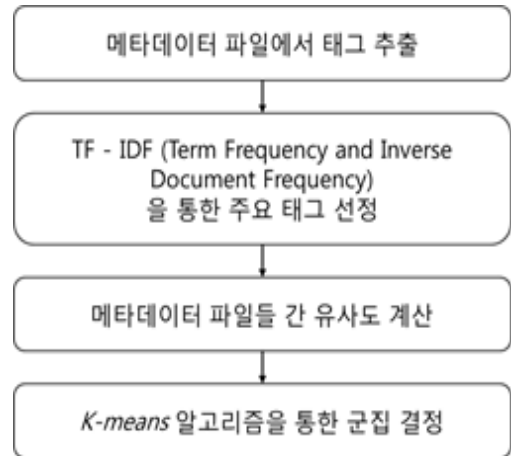 메타데이터 파일에서 태그 추출
TF - IDF (Term Frequency and Inverse
Document Frequency)
을 통한 주요 태그 선정
메타데이터 파일들 간 유사도 계산
K-means 알고리즘을 통한 군집 결정